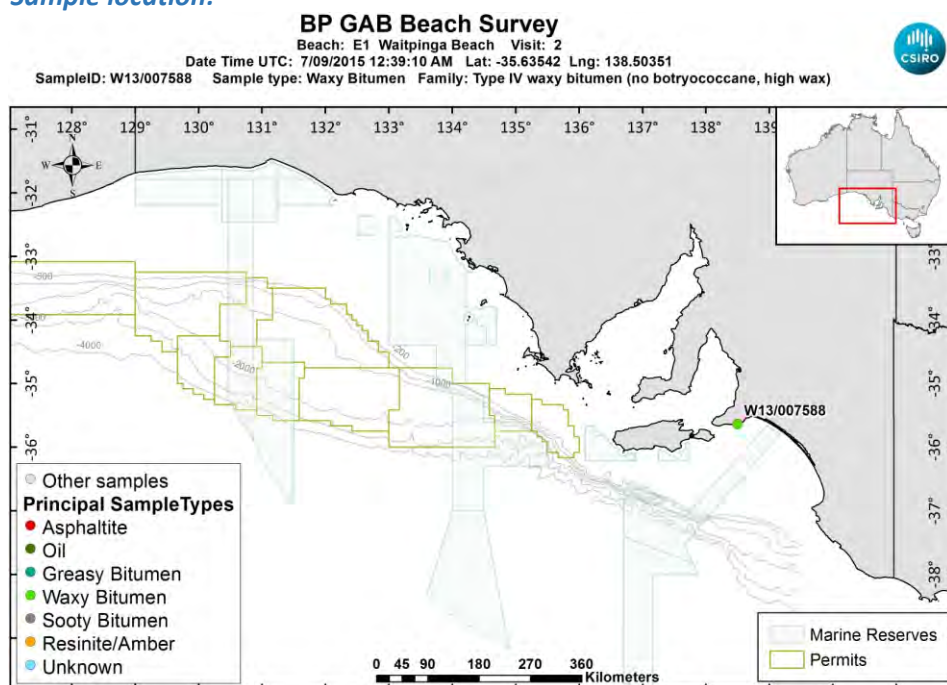 Sample location:
BP GAB Beach Survey
Beach: E1 Waitpinga Beach Visit: 2
Date Time UTC: 7/09/2015 12:39:10 AM Lat: -35.63542 Lng: 138.50351
SampleID: W13/007588 Sample type: Waxy Bitumen Family: Type IV waxy bitumen (no botryococcane, high wax)
CSIRO
128° 129° 130° 131° 132° 133° 134° 135° 136° 137° 138° 139
-31°
N
W E
S
-32°
-33°
-34° -34°
-4000
-2000
-200
-1000
-35° -35°
W13/007588
-36° -36°
-37°
-38°
Other samples
Principal SampleTypes
Asphaltite
Oil
Greasy Bitumen
Waxy Bitumen
Sooty Bitumen
Resinite/Amber
Unknown
0 45 90 180 270 360
Kilometers
Marine Reserves
Permits